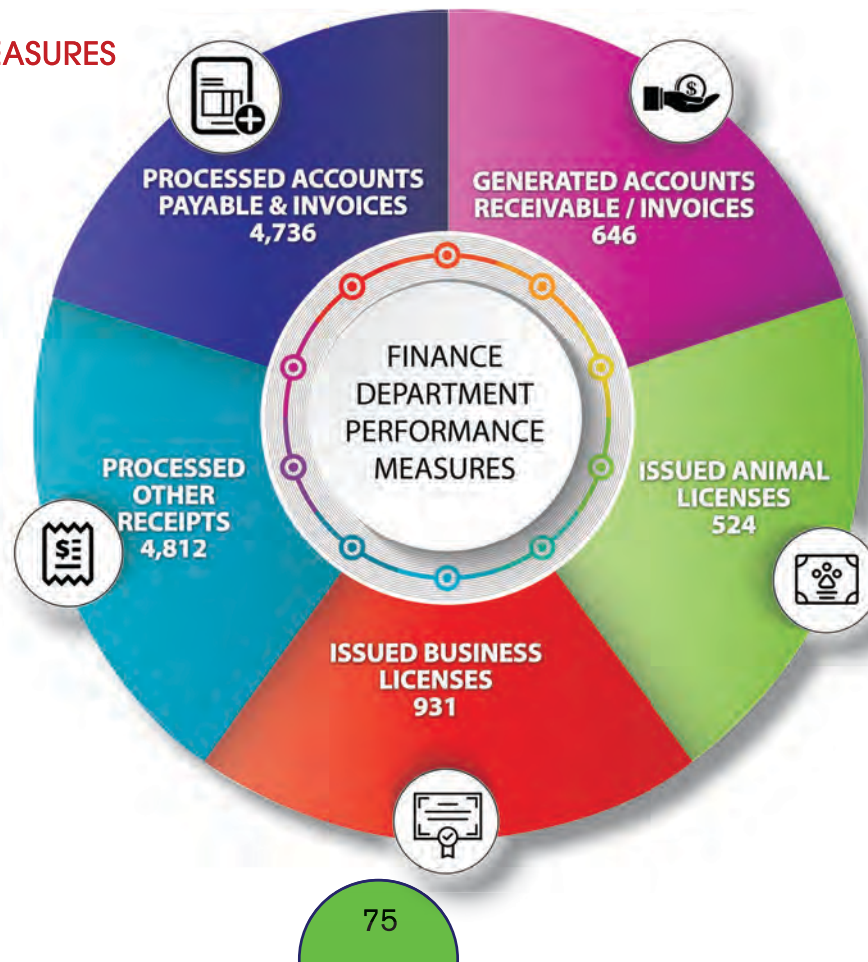 PROCESSED ACCOUNTS
PAYABLE & INVOICES
4,736
GENERATED ACCOUNTS
RECEIVABLE / INVOICES
646
FINANCE
DEPARTMENT
PERFORMANCE
MEASURES
PROCESSED
OTHER
RECEIPTS
4,812
ISSUED ANIMAL
LICENSES
524
ISSUED BUSINESS
LICENSES
931
75